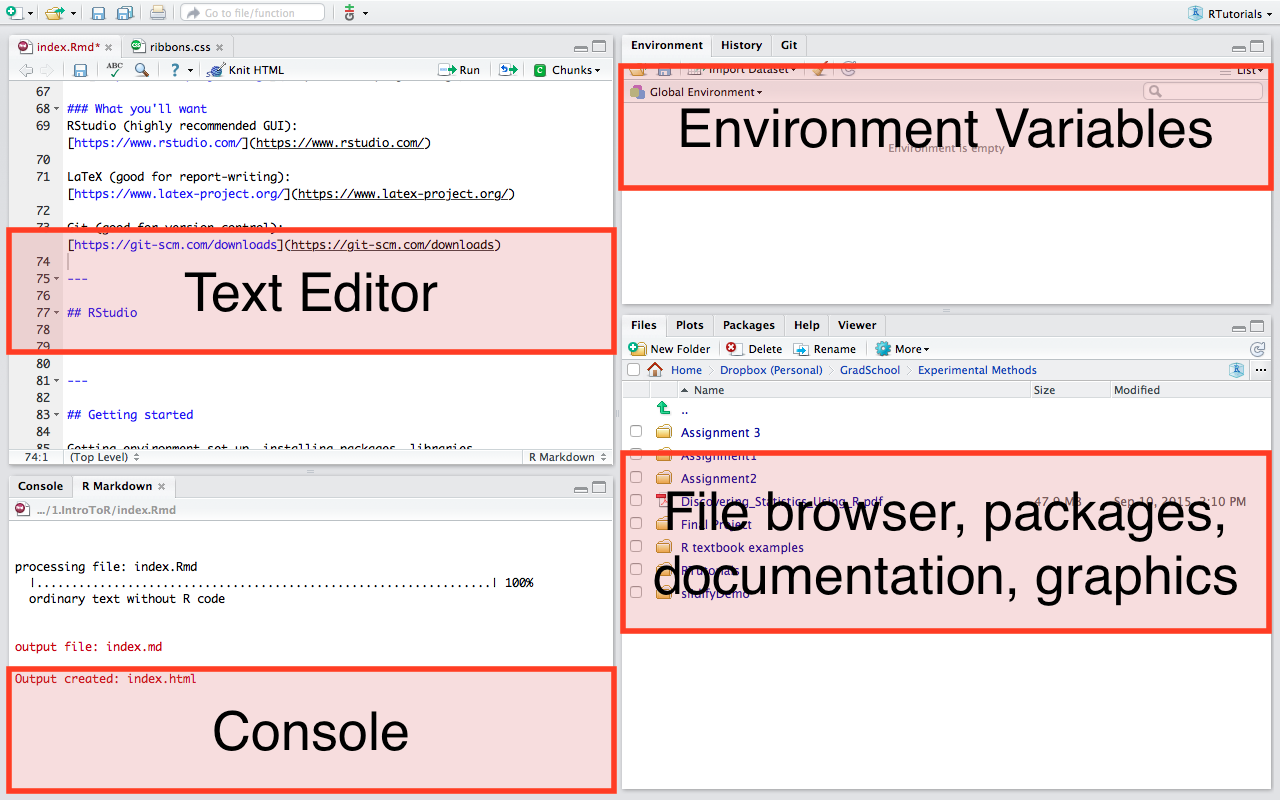 Go to file/function
RTutorials
index.Rmd*
ribbons.css
ABC
Knit HTML
Run
Chunks
67
68 ### What you'll want
69 RStudio (highly recommended GUI):
[https://www.rstudio.com/](https://www.rstudio.com/)
70
71 LaTeX (good for report-writing):
[https://www.latex-project.org/](https://www.latex-project.org/)
72
73 Git (good for version control):
[https://git-scm.com/downloads](https://git-scm.com/downloads)
74
75 ---
76
77 ## RStudio
78
79
80
81 ---
82
83 ## Getting started
84
85 Getting environment set up, installing packages, libraries
74:1 (Top Level) R Markdown
Text Editor
Console R Markdown
.../1.IntroToR/index.Rmd
processing file: index.Rmd
|.................................................................| 100%
ordinary text without R code
output file: index.md
Output created: index.html
Console
Environment History Git
Import Dataset List
Global Environment
Environment is empty
Environment Variables
Files Plots Packages Help Viewer
New Folder Delete Rename More
Home Dropbox (Personal) GradSchool Experimental Methods
Name Size Modified
..
Assignment 3
Assignment1
Assignment2
Discovering_Statistics_Using_R.pdf 47.9 MB Sep 10, 2015, 2:10 PM
Final Project
R textbook examples
RTutorials
slidifyDemo
File browser, packages,
documentation, graphics